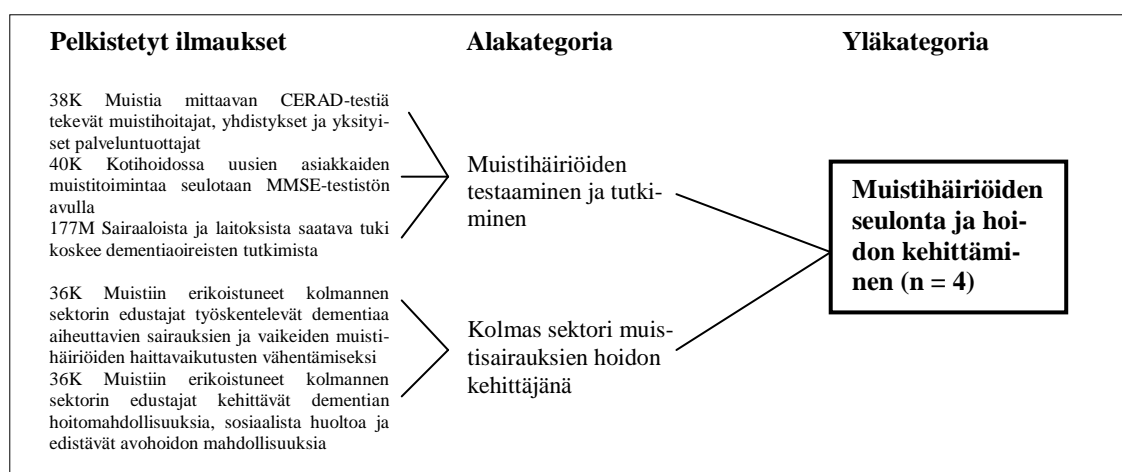 Pelkistetyt ilmaukset
Alakategoria
Yläkategoria
38K Muistia mittaavan CERAD-testiä
tekevät muistihoitajat, yhdistykset ja yksityi-
set palveluntuottajat
40K Kotihoidossa uusien asiakkaiden
muistitoimintaa seulotaan MMSE-testistön
avulla
177M Sairaaloista ja laitoksista saatava tuki
koskee dementiaoireisten tutkimista
36K Muistiin erikoistuneet kolmannen
sektorin edustajat työskentelevät dementiaa
aiheuttavien sairauksien ja vaikeiden muisti-
häiriöiden haittavaikutusten vähentämiseksi
36K Muistiin erikoistuneet kolmannen
sektorin edustajat kehittävät dementian
hoitomahdollisuuksia, sosiaalista huoltoa ja
edistävät avohoidon mahdollisuuksia
Muistihäiriöiden
testaaminen ja tutki-
minen
Kolmas sektori muis-
tisairauksien hoidon
kehittäjänä
Muistihäiriöiden
seulonta ja hoi-
don kehittämi-
nen (n = 4)